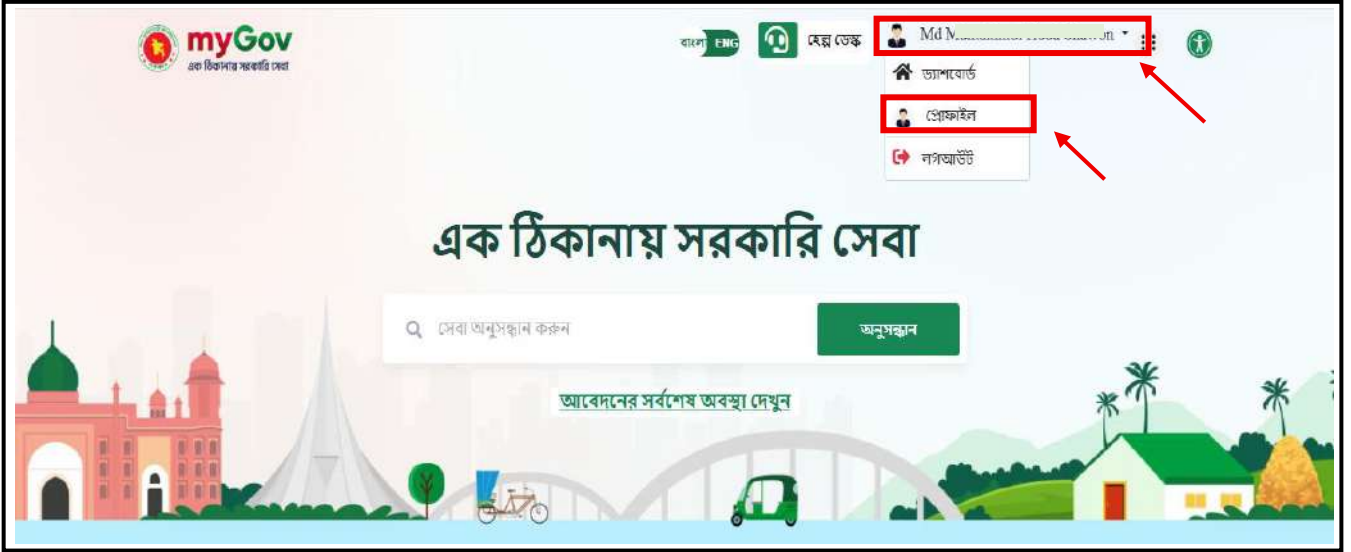 myGov
এক ঠিকানায় সরকারি সেবা
বাংলা ENG
হেল্প ডেস্ক
Md
ড্যাশবোর্ড
প্রোফাইল
লগআউট
এক ঠিকানায় সরকারি সেবা
সেবা অনুসন্ধান করুন
অনুসন্ধান
আবেদনের সর্বশেষ অবস্থা দেখুন